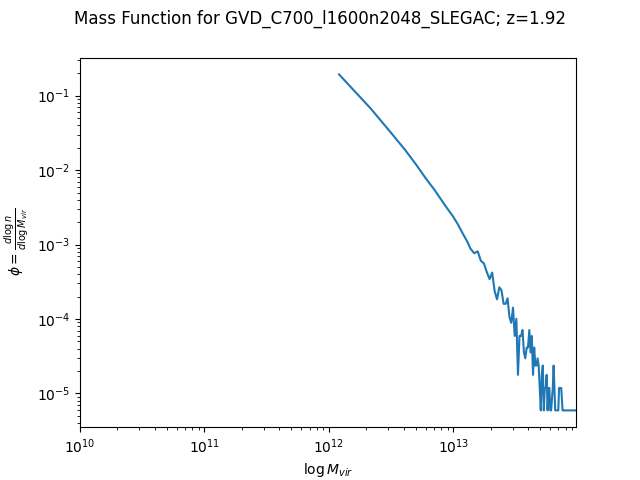 Mass Function for GVD_C700_l1600n2048_SLEGAC; z=1.92
10⁻¹
10⁻²
10⁻³
10⁻⁴
10⁻⁵
ϕ = d log n / d log M_vir
10¹⁰ 10¹¹ 10¹² 10¹³
log M_vir